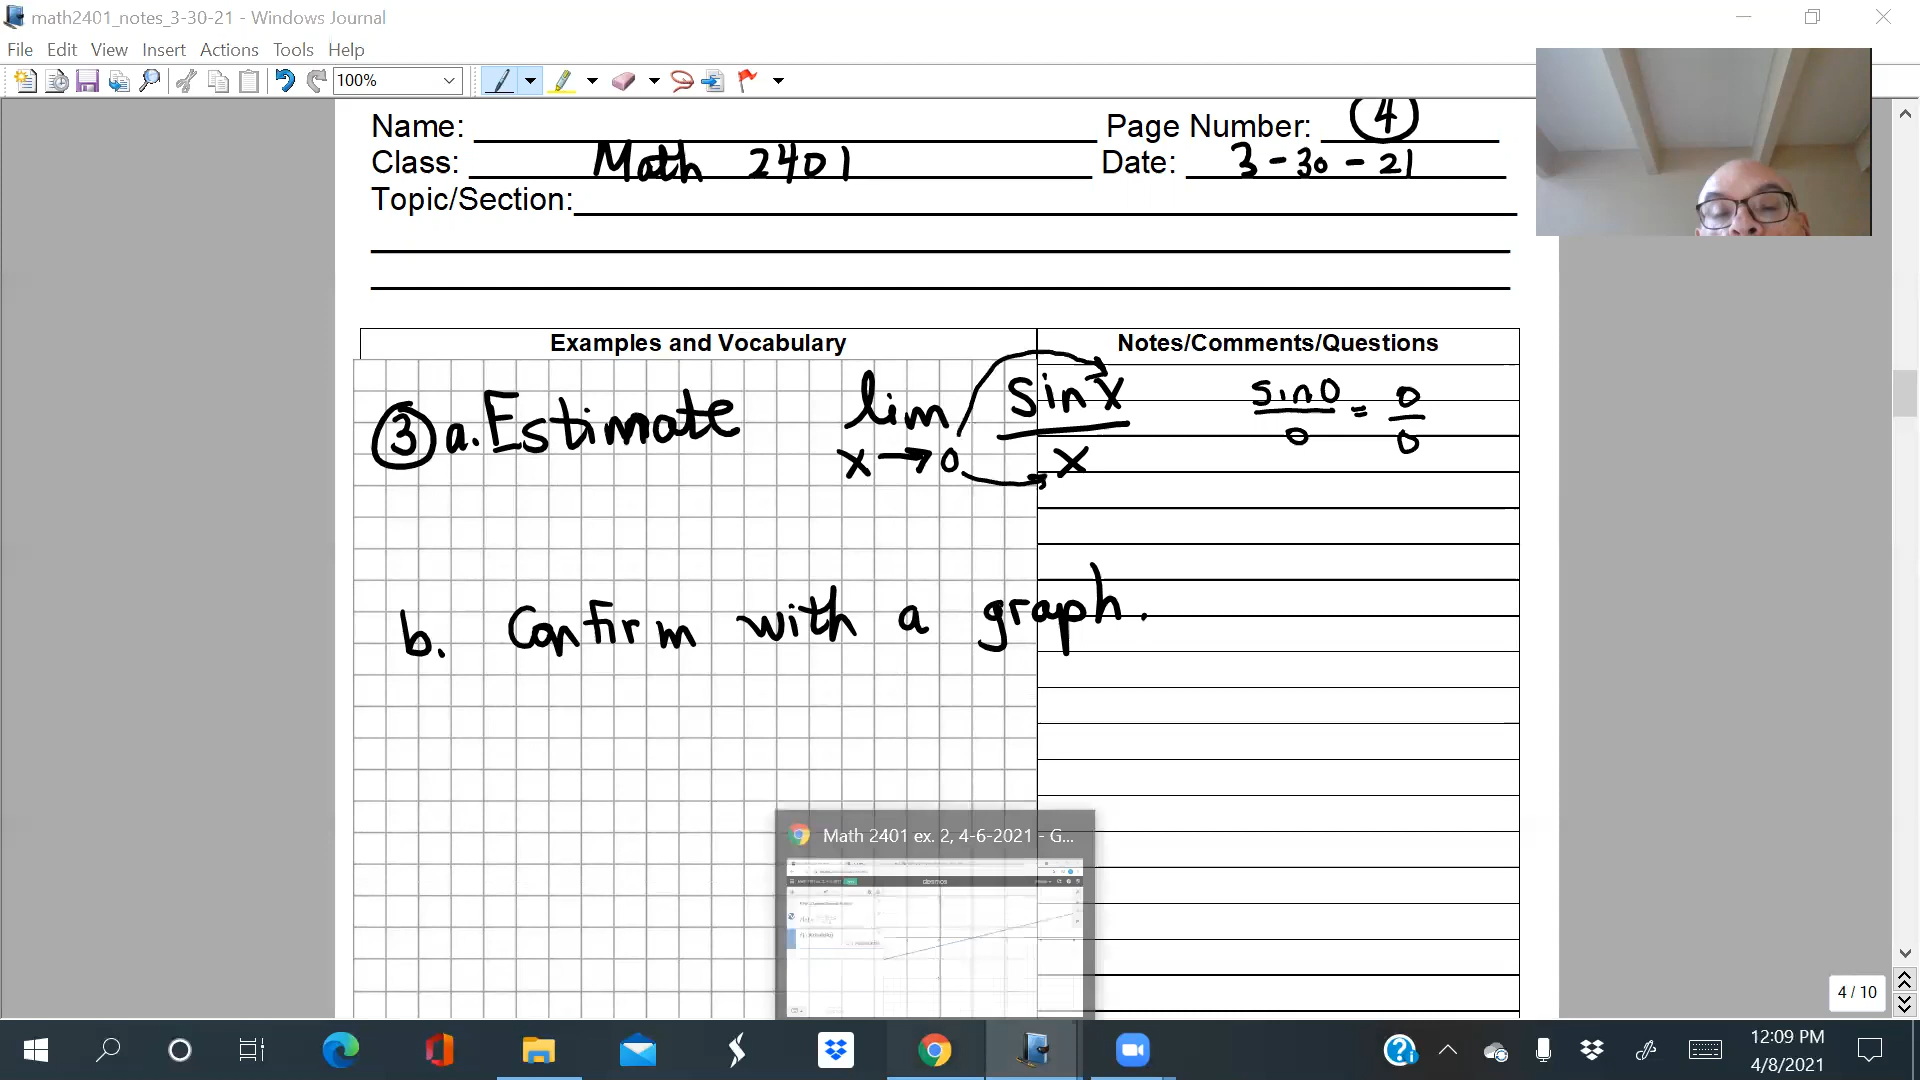 math2401_notes_3-30-21 - Windows Journal
File Edit View Insert Actions Tools Help
100%
Name: Page Number: 4
Class: Math 2401 Date: 3-30-21
Topic/Section:
Examples and Vocabulary Notes/Comments/Questions
③ a. Estimate lim x→0 sin x / x sin 0 / 0 = 0 / 0
b. Confirm with a graph.
Math 2401 ex. 2, 4-6-2021 - G...
desmos
4 / 10
12:09 PM
4/8/2021